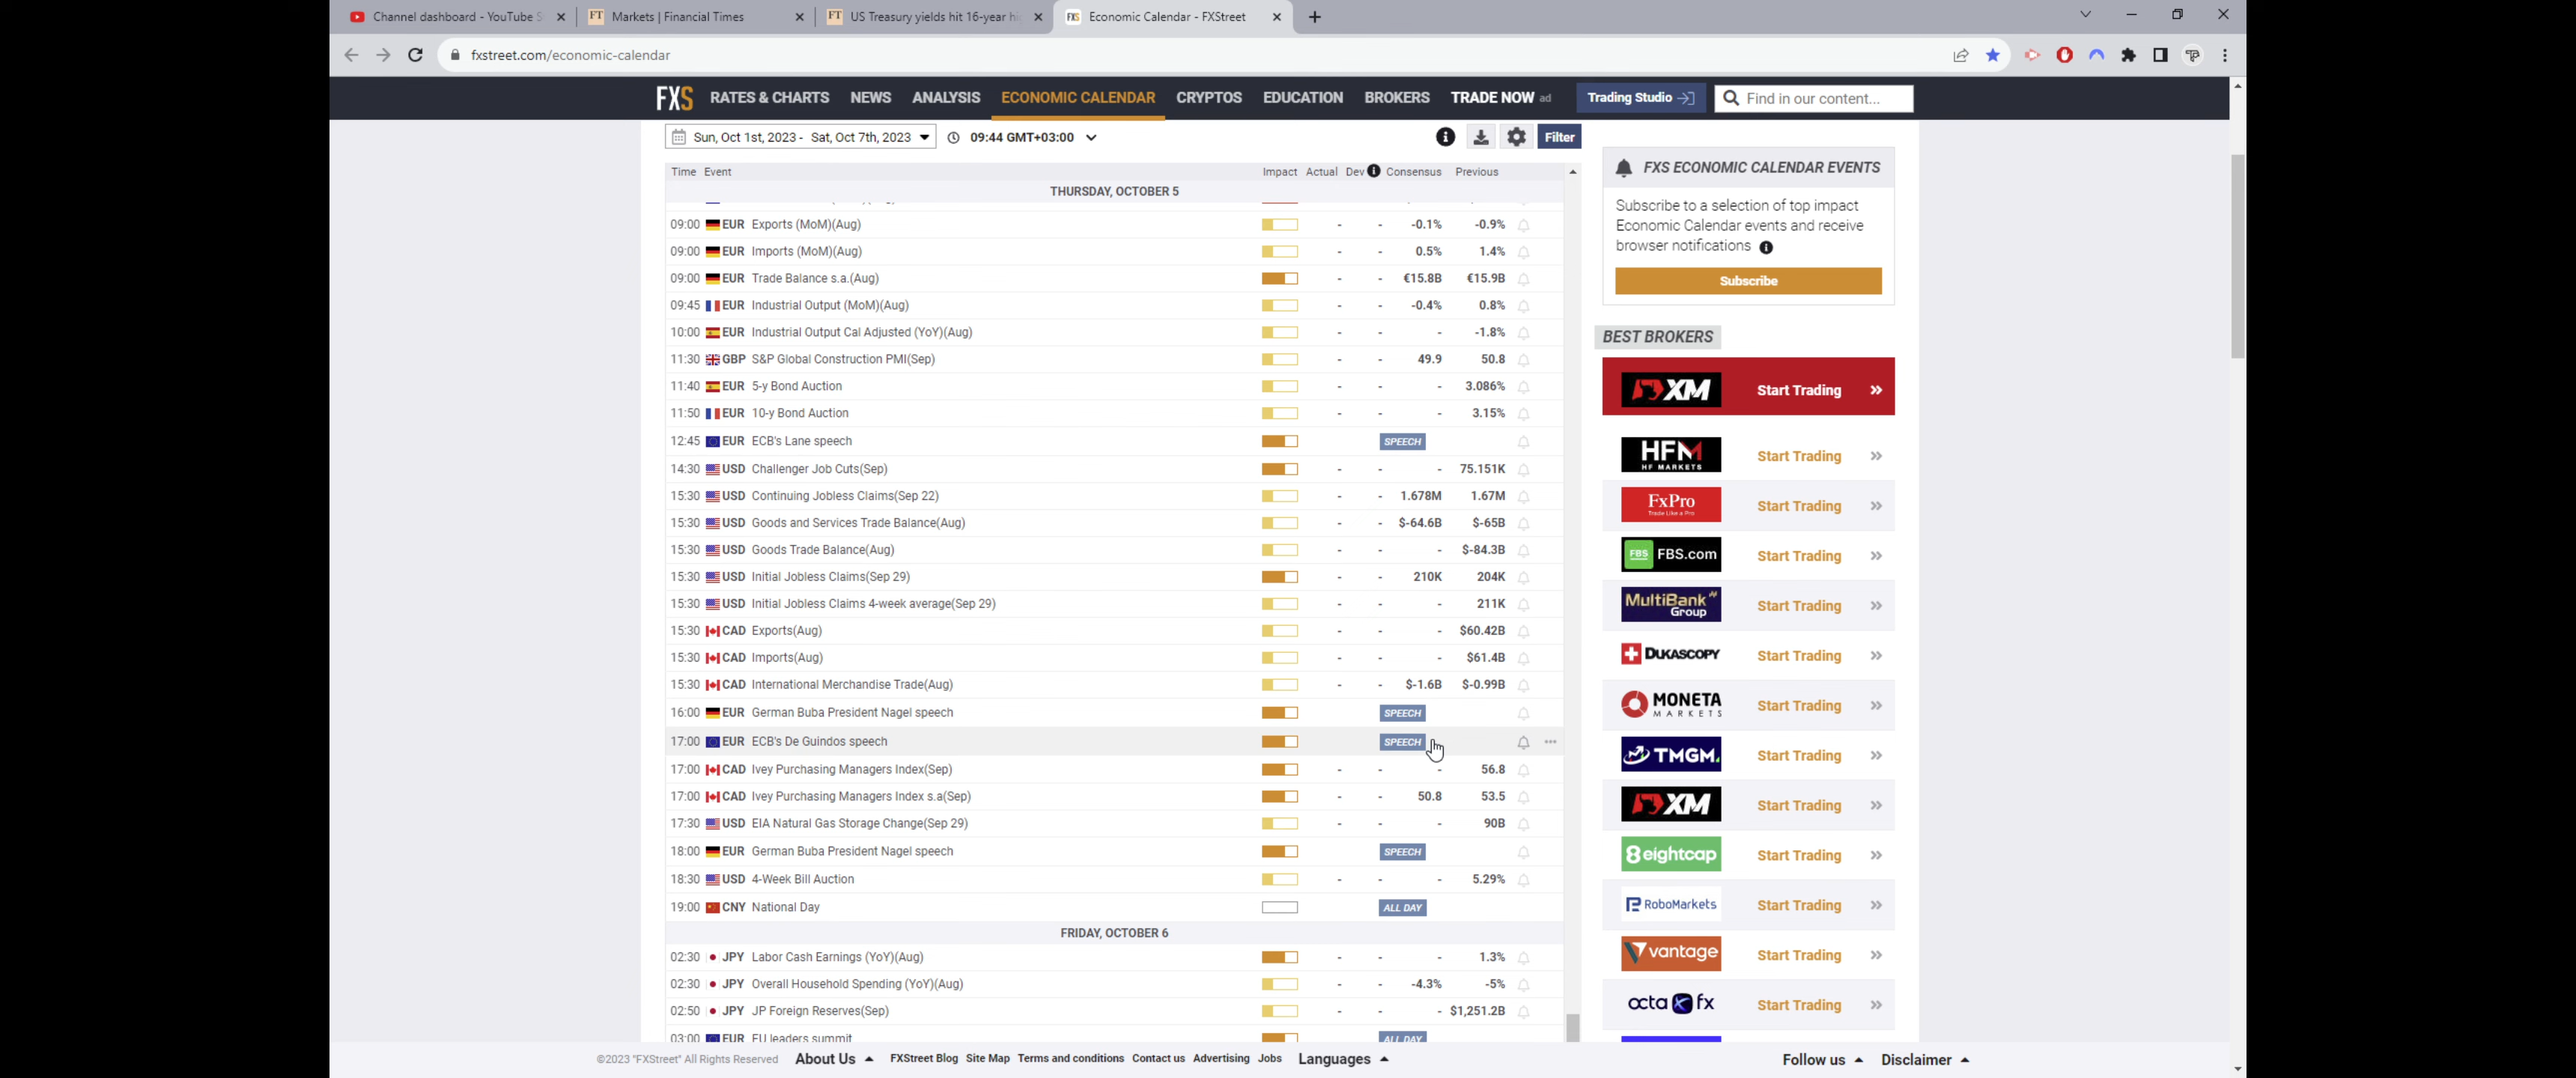 Channel dashboard - YouTube S
Markets | Financial Times
US Treasury yields hit 16-year hi
Economic Calendar - FXStreet
fxstreet.com/economic-calendar
FXS RATES & CHARTS NEWS ANALYSIS ECONOMIC CALENDAR CRYPTOS EDUCATION BROKERS TRADE NOW ad Trading Studio Find in our content...
Sun, Oct 1st, 2023 - Sat, Oct 7th, 2023 09:44 GMT+03:00 Filter
Time Event Impact Actual Dev Consensus Previous
THURSDAY, OCTOBER 5
09:00 EUR Exports (MoM)(Aug) - - -0.1% -0.9%
09:00 EUR Imports (MoM)(Aug) - - 0.5% 1.4%
09:00 EUR Trade Balance s.a.(Aug) - - €15.8B €15.9B
09:45 EUR Industrial Output (MoM)(Aug) - - -0.4% 0.8%
10:00 EUR Industrial Output Cal Adjusted (YoY)(Aug) - - - -1.8%
11:30 GBP S&P Global Construction PMI(Sep) - - 49.9 50.8
11:40 EUR 5-y Bond Auction - - - 3.086%
11:50 EUR 10-y Bond Auction - - - 3.15%
12:45 EUR ECB's Lane speech SPEECH
14:30 USD Challenger Job Cuts(Sep) - - - 75.151K
15:30 USD Continuing Jobless Claims(Sep 22) - - 1.678M 1.67M
15:30 USD Goods and Services Trade Balance(Aug) - - $-64.6B $-65B
15:30 USD Goods Trade Balance(Aug) - - - $-84.3B
15:30 USD Initial Jobless Claims(Sep 29) - - 210K 204K
15:30 USD Initial Jobless Claims 4-week average(Sep 29) - - - 211K
15:30 CAD Exports(Aug) - - - $60.42B
15:30 CAD Imports(Aug) - - - $61.4B
15:30 CAD International Merchandise Trade(Aug) - - $-1.6B $-0.99B
16:00 EUR German Buba President Nagel speech SPEECH
17:00 EUR ECB's De Guindos speech SPEECH
17:00 CAD Ivey Purchasing Managers Index(Sep) - - - 56.8
17:00 CAD Ivey Purchasing Managers Index s.a(Sep) - - 50.8 53.5
17:30 USD EIA Natural Gas Storage Change(Sep 29) - - - 90B
18:00 EUR German Buba President Nagel speech SPEECH
18:30 USD 4-Week Bill Auction - - - 5.29%
19:00 CNY National Day ALL DAY
FRIDAY, OCTOBER 6
02:30 JPY Labor Cash Earnings (YoY)(Aug) - - - 1.3%
02:30 JPY Overall Household Spending (YoY)(Aug) - - -4.3% -5%
02:50 JPY JP Foreign Reserves(Sep) - - - $1,251.2B
03:00 EUR EU leaders summit ALL DAY
FXS ECONOMIC CALENDAR EVENTS
Subscribe to a selection of top impact
Economic Calendar events and receive
browser notifications
Subscribe
BEST BROKERS
XM Start Trading
HFM HF MARKETS Start Trading
FxPro Trade Like a Pro Start Trading
FBS FBS.com Start Trading
MultiBank Group Start Trading
DUKASCOPY Start Trading
MONETA MARKETS Start Trading
TMGM Start Trading
XM Start Trading
8eightcap Start Trading
RoboMarkets Start Trading
vantage Start Trading
octa fx Start Trading
©2023 "FXStreet" All Rights Reserved About Us FXStreet Blog Site Map Terms and conditions Contact us Advertising Jobs Languages Follow us Disclaimer